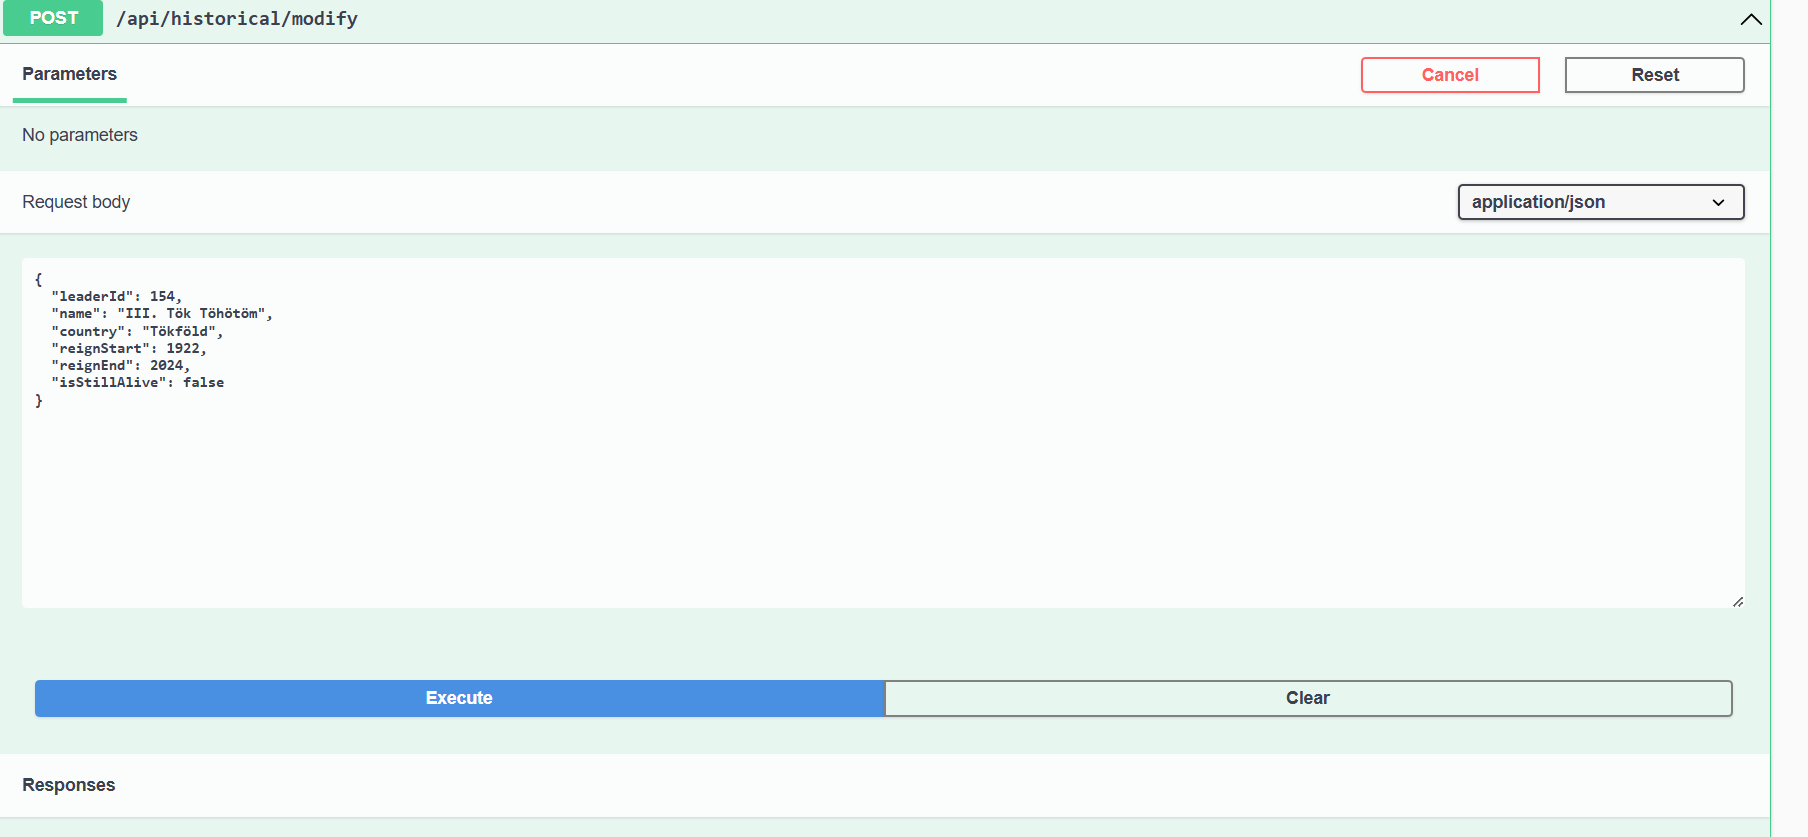 POST /api/historical/modify
Parameters
Cancel
Reset
No parameters
Request body
application/json
{
  "leaderId": 154,
  "name": "III. Tök Töhötöm",
  "country": "Tökföld",
  "reignStart": 1922,
  "reignEnd": 2024,
  "isStillAlive": false
}
Execute
Clear
Responses